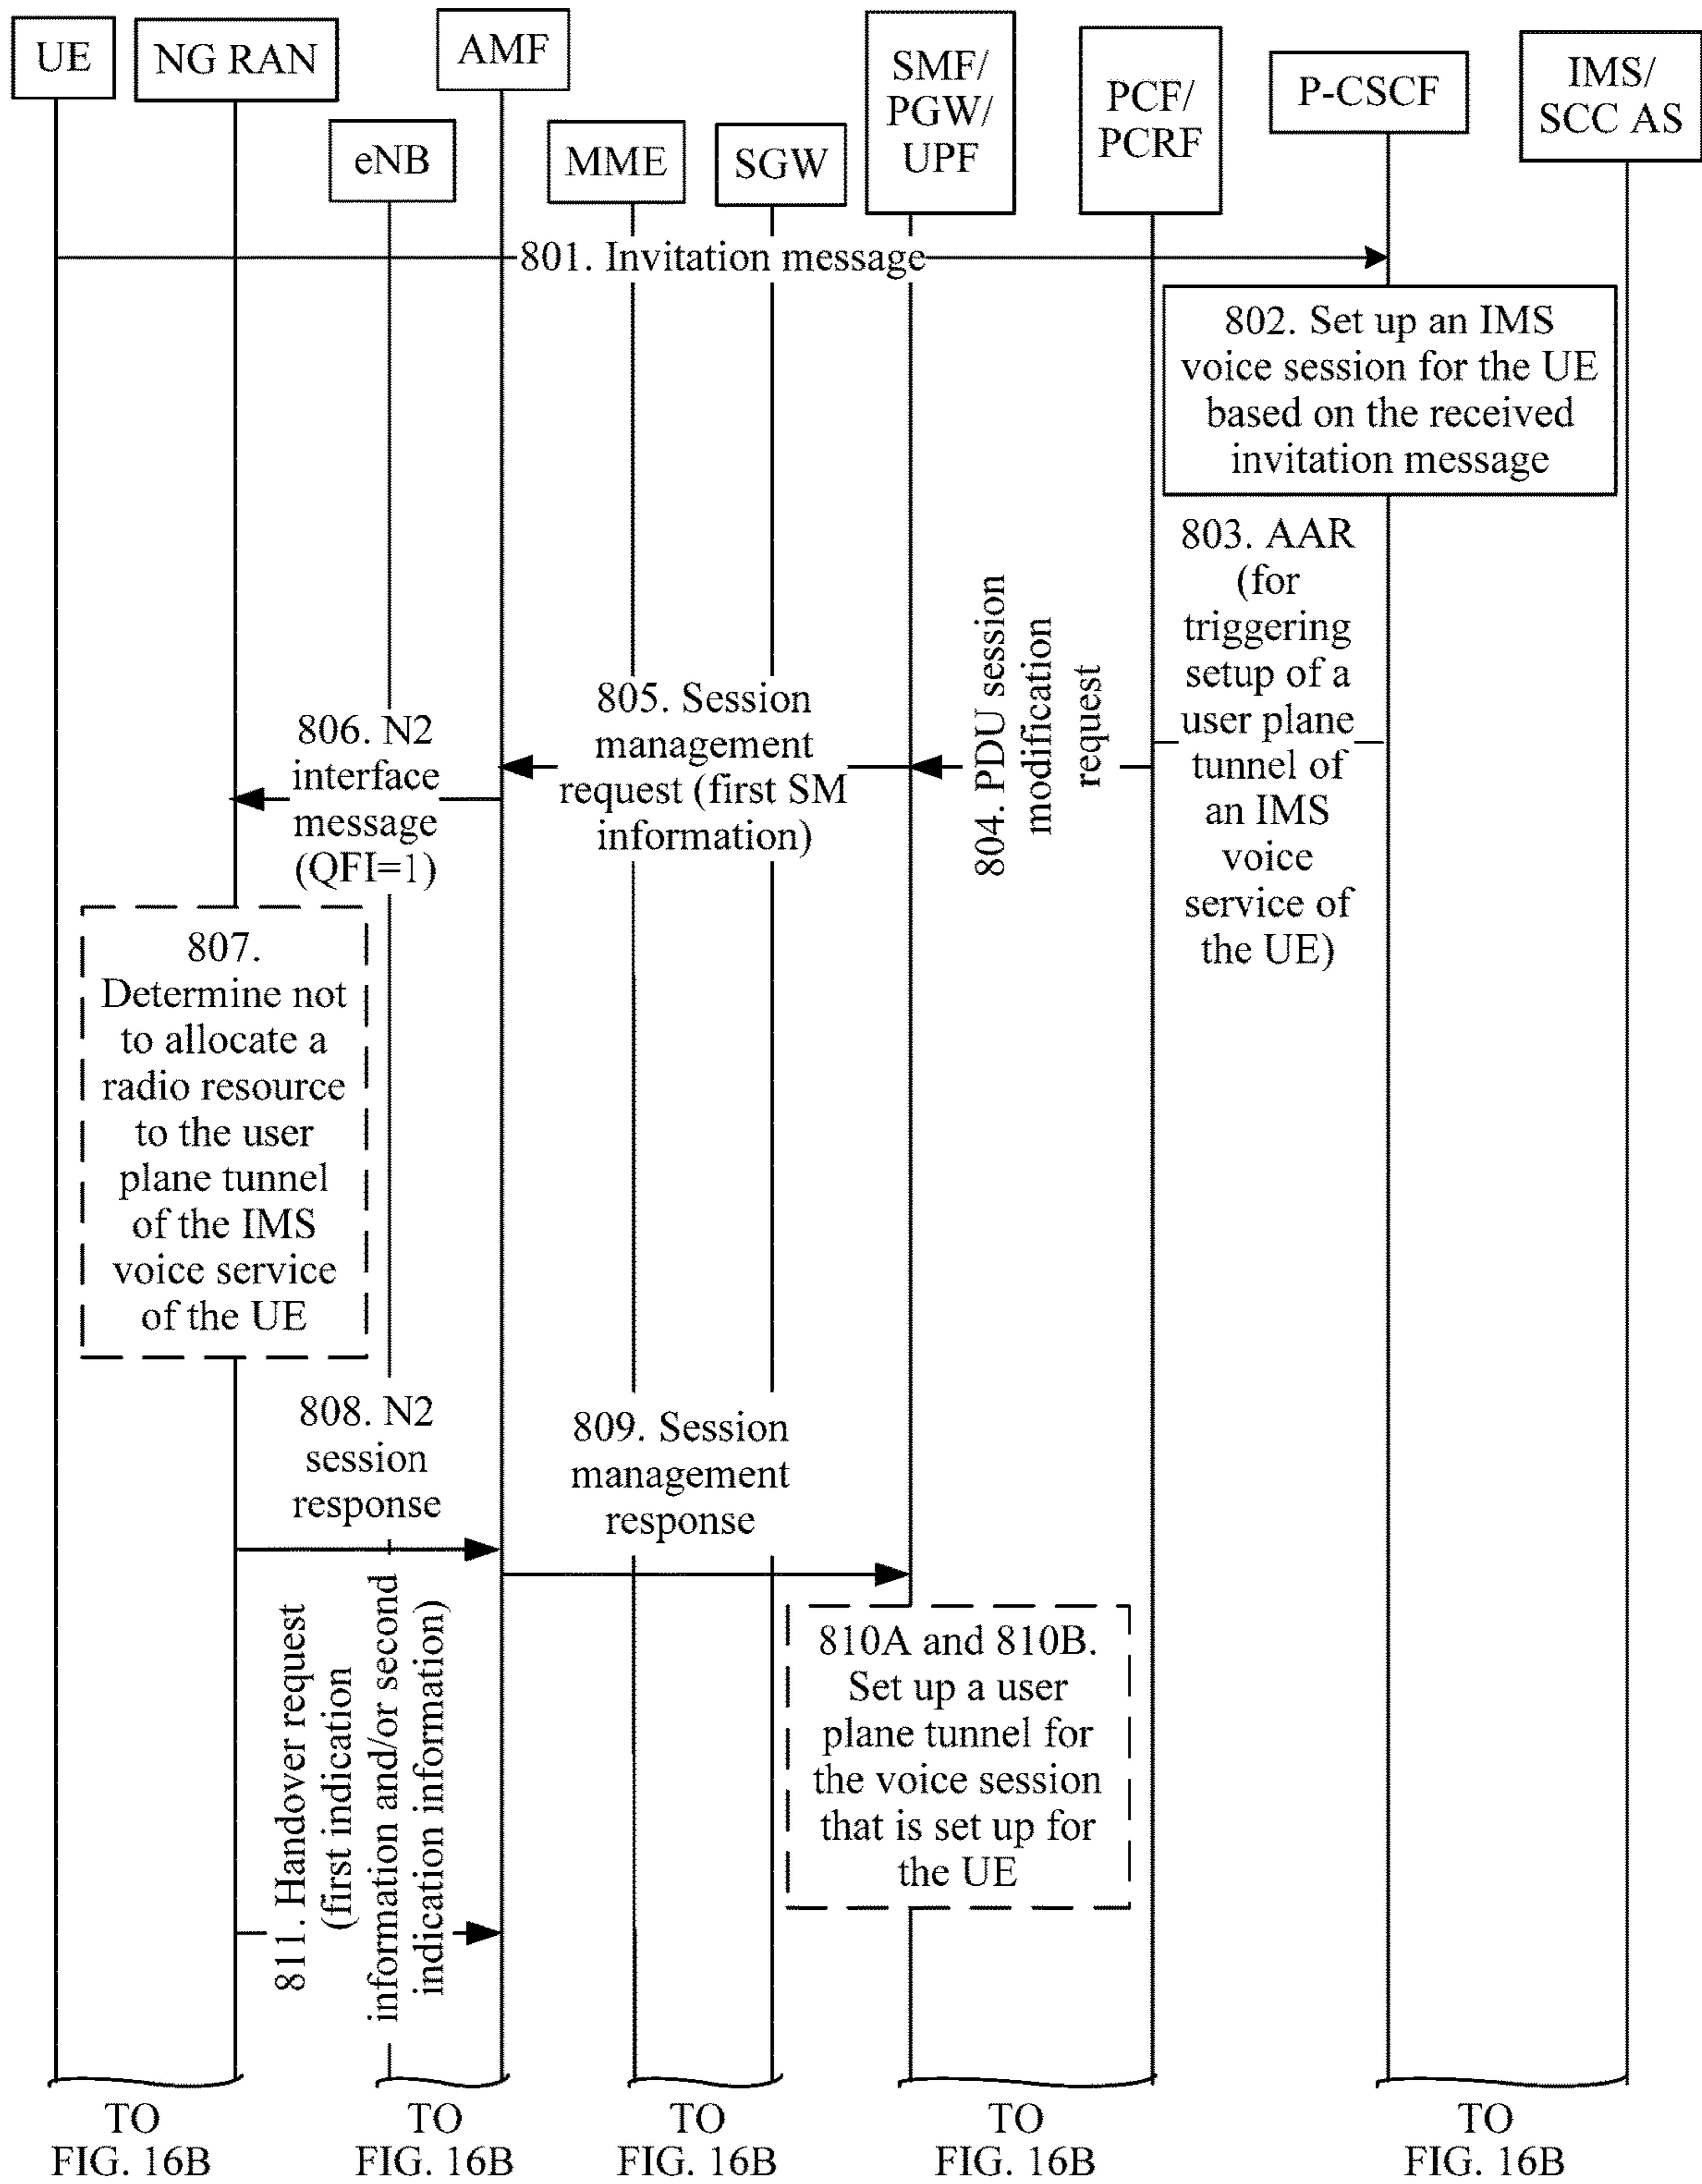 UE
NG RAN
AMF
eNB
MME
SGW
SMF/
PGW/
UPF
PCF/
PCRF
P-CSCF
IMS/
SCC AS
801. Invitation message
802. Set up an IMS
voice session for the UE
based on the received
invitation message
803. AAR
(for
triggering
setup of a
user plane
tunnel of
an IMS
voice
service of
the UE)
804. PDU session
modification
request
805. Session
management
request (first SM
information)
806. N2
interface
message
(QFI=1)
807.
Determine not
to allocate a
radio resource
to the user
plane tunnel
of the IMS
voice service
of the UE
808. N2
session
response
809. Session
management
response
810A and 810B.
Set up a user
plane tunnel for
the voice session
that is set up for
the UE
811. Handover request
(first indication
information and/or second
indication information)
TO
FIG. 16B
TO
FIG. 16B
TO
FIG. 16B
TO
FIG. 16B
TO
FIG. 16B